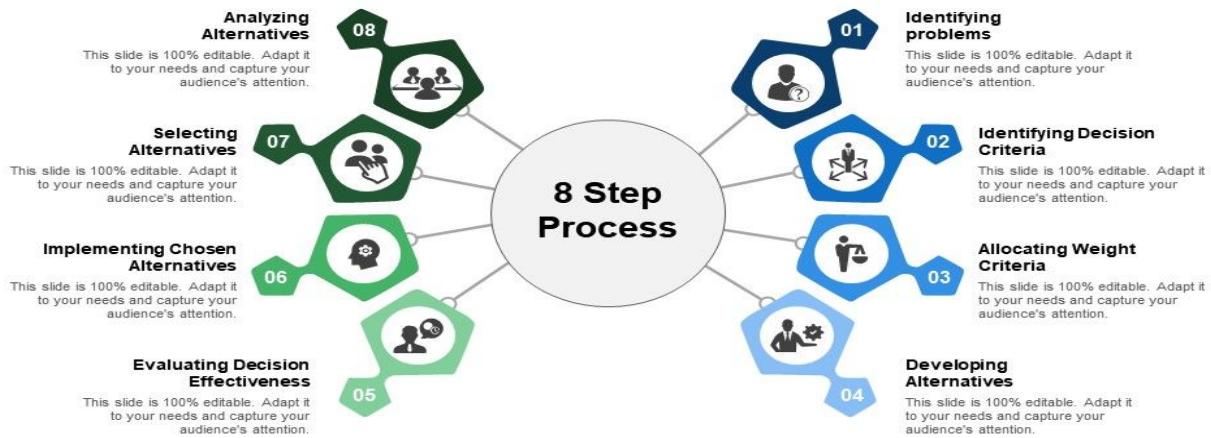 08
Analyzing
Alternatives
This slide is 100% editable. Adapt it
to your needs and capture your
audience's attention.
07
Selecting
Alternatives
This slide is 100% editable. Adapt it
to your needs and capture your
audience's attention.
06
Implementing Chosen
Alternatives
This slide is 100% editable. Adapt it
to your needs and capture your
audience's attention.
05
Evaluating Decision
Effectiveness
This slide is 100% editable. Adapt it
to your needs and capture your
audience's attention.
8 Step
Process
01
Identifying
problems
This slide is 100% editable. Adapt it
to your needs and capture your
audience's attention.
02
Identifying Decision
Criteria
This slide is 100% editable. Adapt it
to your needs and capture your
audience's attention.
03
Allocating Weight
Criteria
This slide is 100% editable. Adapt it
to your needs and capture your
audience's attention.
04
Developing
Alternatives
This slide is 100% editable. Adapt it
to your needs and capture your
audience's attention.
?